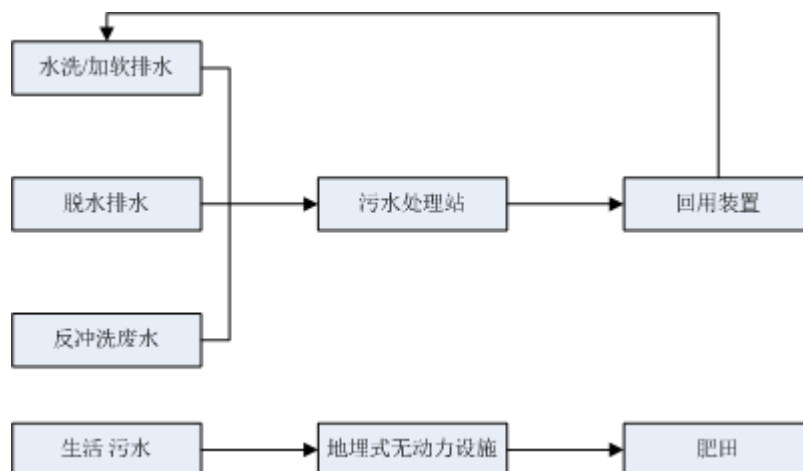 水洗/加软排水
脱水排水
污水处理站
回用装置
反冲洗废水
生活 污水
地埋式无动力设施
肥田